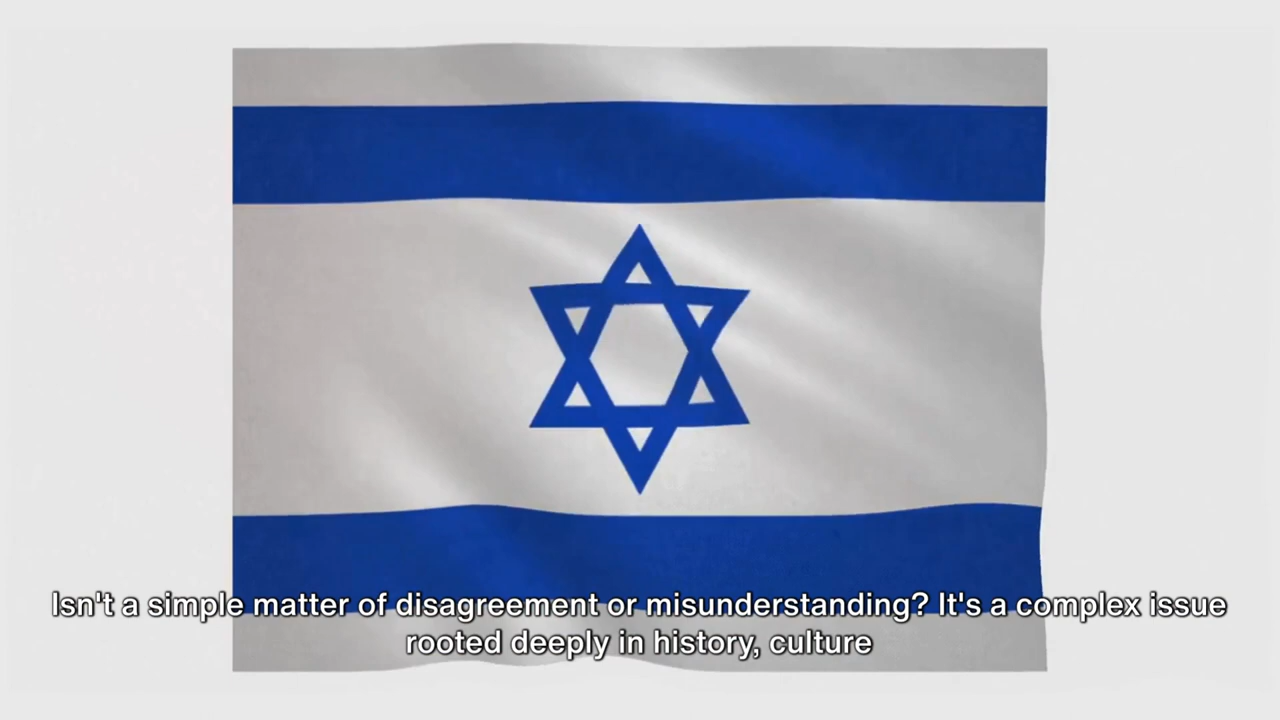 Isn't a simple matter of disagreement or misunderstanding? It's a complex issue
rooted deeply in history, culture